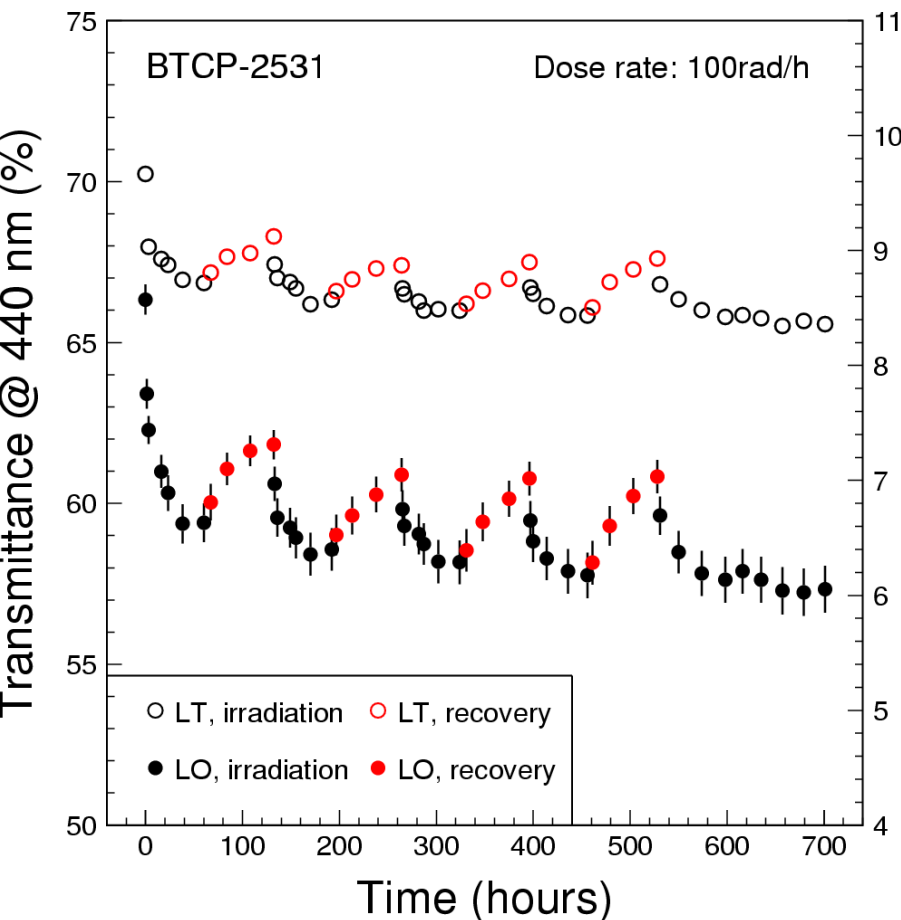 BTCP-2531
Dose rate: 100rad/h
Transmittance @ 440 nm (%)
75
70
65
60
55
50
11
10
9
8
7
6
5
4
LT, irradiation
LT, recovery
LO, irradiation
LO, recovery
0 100 200 300 400 500 600 700
Time (hours)